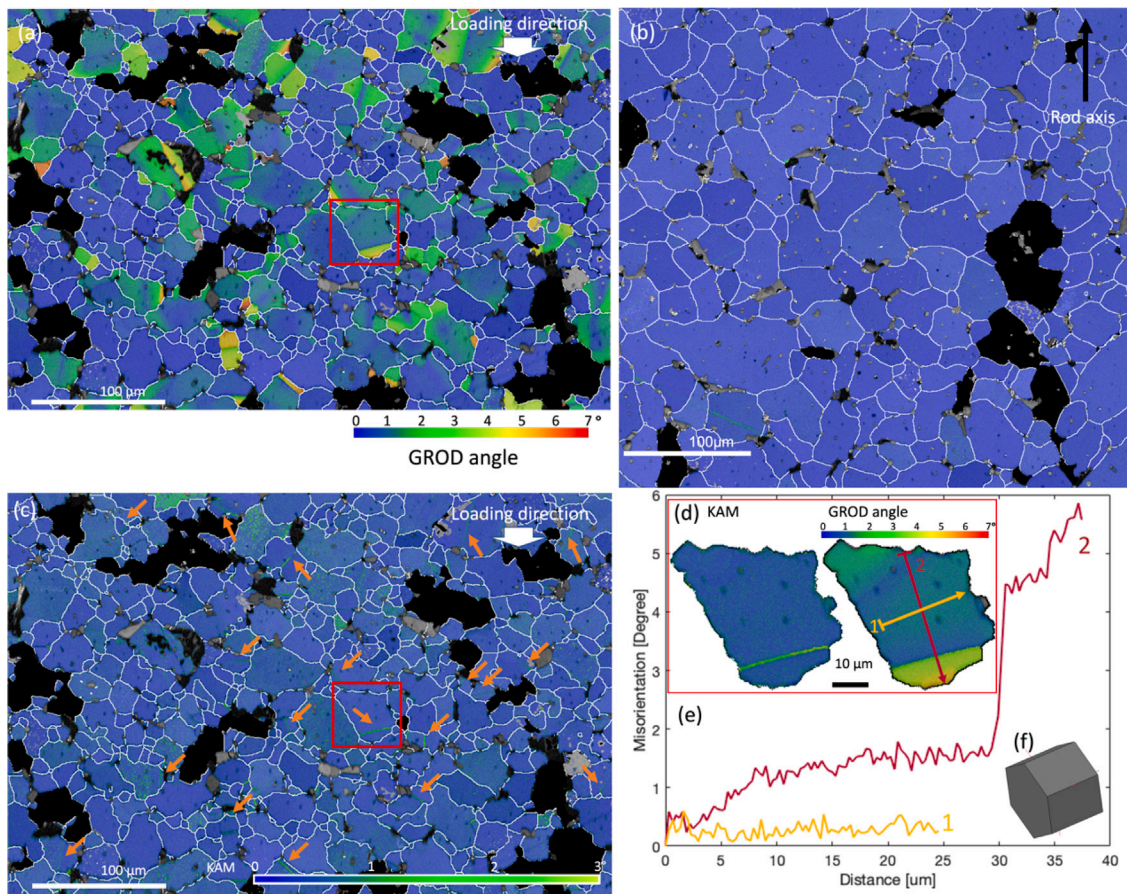 (a)
Loading direction
100 µm
0 1 2 3 4 5 6 7°
GROD angle
(b)
Rod axis
100µm
(c)
Loading direction
100 µm
KAM 0 1 2 3°
(d) KAM
GROD angle
0 1 2 3 4 5 6 7°
2
1
10 µm
(e)
(f)
2
1
Misorientation [Degree]
6
5
4
3
2
1
0
0 5 10 15 20 25 30 35 40
Distance [um]